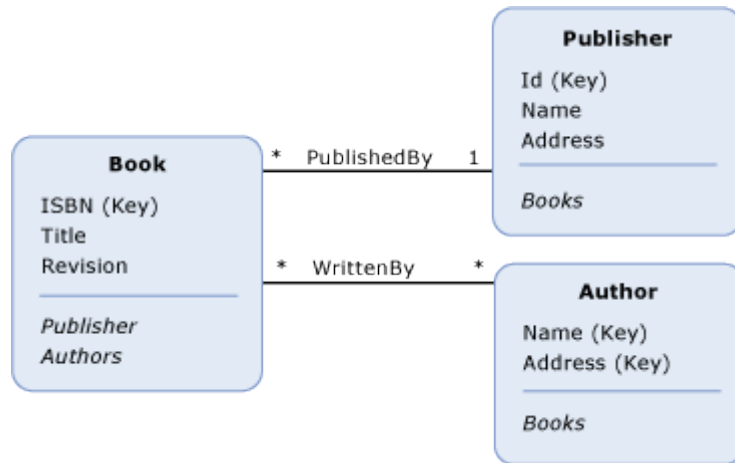 Publisher
Id (Key)
Name
Address
Books
Book
ISBN (Key)
Title
Revision
Publisher
Authors
* PublishedBy 1
* WrittenBy *
Author
Name (Key)
Address (Key)
Books